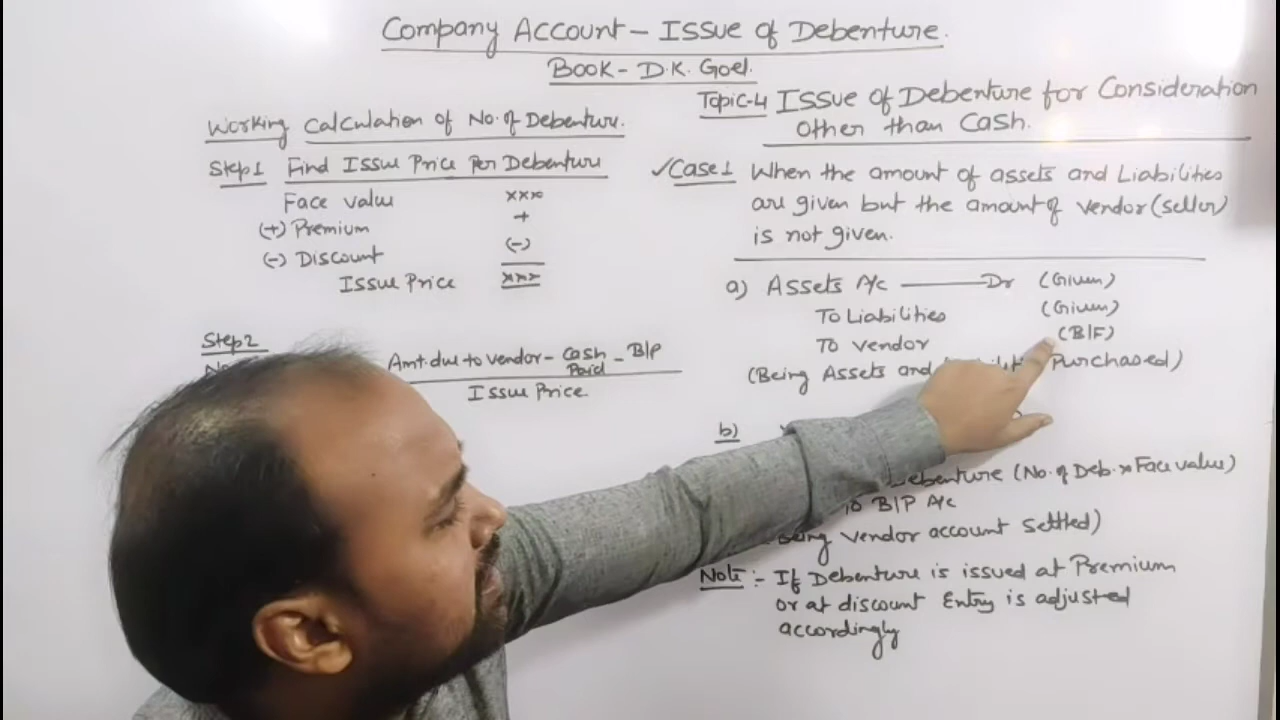 Company Account - Issue of Debenture.
Book - D.K. Goel.
Working Calculation of No. of Debenture.
Step 1 Find Issue Price Per Debenture
Face value xxx
(+) Premium +
(-) Discount (-)
Issue Price xxx
Step 2
Amt. due to vendor - Cash Paid - B/P
Issue Price
Topic-4 Issue of Debenture for Consideration
other than Cash.
✓Case 1 When the amount of assets and Liabilities
are given but the amount of vendor (seller)
is not given.
a) Assets A/c ——— Dr (Given)
To Liabilities (Given)
To vendor (B/F)
(Being Assets and Purchased)
b)
Debenture (No. of Deb. x Face value)
To B/P A/c
Being vendor account settled)
Note :- If Debenture is issued at Premium
or at discount Entry is adjusted
accordingly